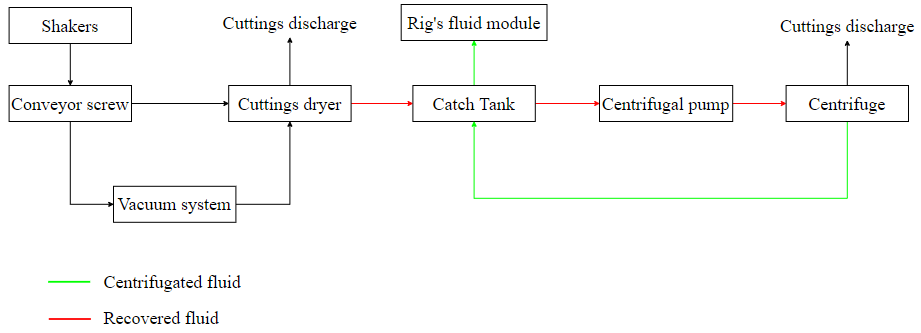 Shakers
Cuttings discharge
Rig's fluid module
Cuttings discharge
Conveyor screw
Cuttings dryer
Catch Tank
Centrifugal pump
Centrifuge
Vacuum system
Centrifugated fluid
Recovered fluid